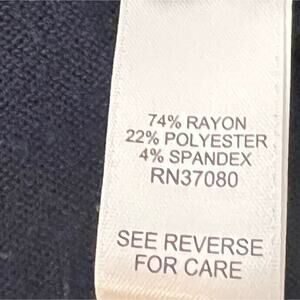 74% RAYON
22% POLYESTER
4% SPANDEX
RN37080
SEE REVERSE
FOR CARE